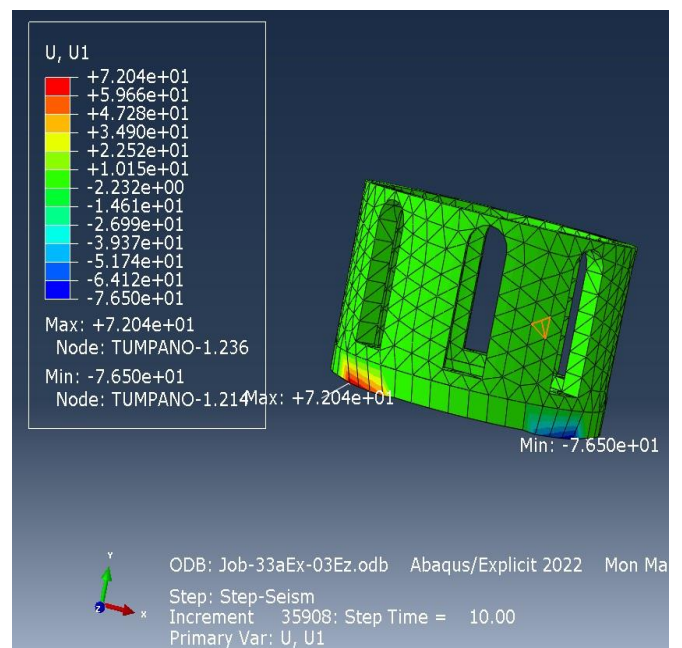 U, U1
+7.204e+01
+5.966e+01
+4.728e+01
+3.490e+01
+2.252e+01
+1.015e+01
-2.232e+00
-1.461e+01
-2.699e+01
-3.937e+01
-5.174e+01
-6.412e+01
-7.650e+01
Max: +7.204e+01
Node: TUMPANO-1.236
Min: -7.650e+01
Node: TUMPANO-1.214
Max: +7.204e+01
Min: -7.650e+01
Y
Z
X
ODB: Job-33aEx-03Ez.odb Abaqus/Explicit 2022 Mon Ma
Step: Step-Seism
Increment 35908: Step Time = 10.00
Primary Var: U, U1